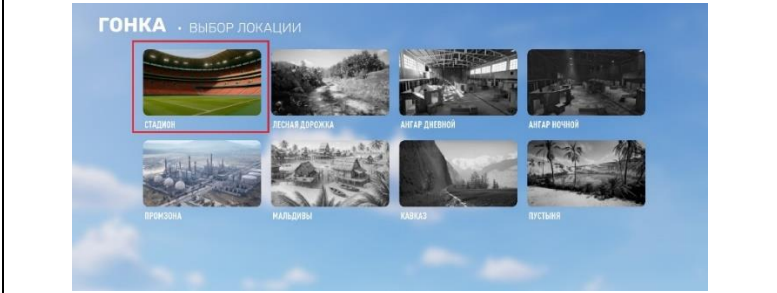 ГОНКА · ВЫБОР ЛОКАЦИИ
СТАДИОН ЛЕСНАЯ ДОРОЖКА АНГАР ДНЕВНОЙ АНГАР НОЧНОЙ
ПРОМЗОНА МАЛЬДИВЫ КАВКАЗ ПУСТЫНЯ